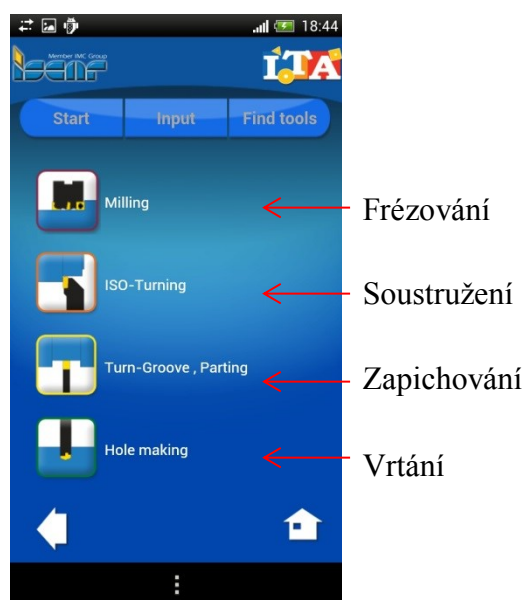 18:44
Member IMC Group
ISCAR
ITA
Start Input Find tools
Milling
Frézování
ISO-Turning
Soustružení
Turn-Groove , Parting
Zapichování
Hole making
Vrtání